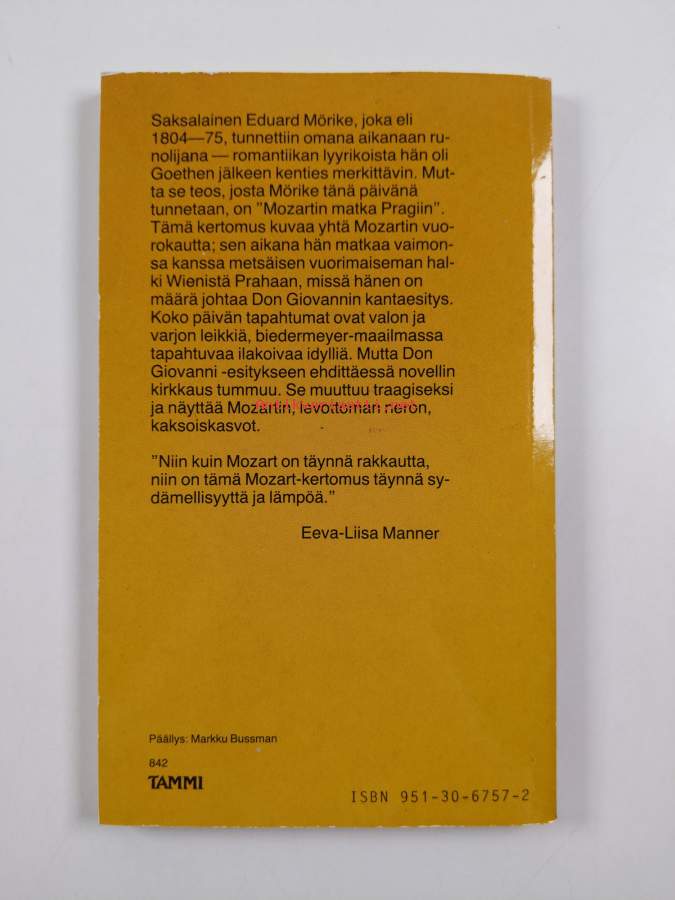 Saksalainen Eduard Mörike, joka eli
1804—75, tunnettiin omana aikanaan ru-
nolijana — romantiikan lyyrikoista hän oli
Goethen jälkeen kenties merkittävin. Mut-
ta se teos, josta Mörike tänä päivänä
tunnetaan, on ”Mozartin matka Pragiin”.
Tämä kertomus kuvaa yhtä Mozartin vuo-
rokautta; sen aikana hän matkaa vaimon-
sa kanssa metsäisen vuorimaiseman hal-
ki Wienistä Prahaan, missä hänen on
määrä johtaa Don Giovannin kantaesitys.
Koko päivän tapahtumat ovat valon ja
varjon leikkiä, biedermeyer-maailmassa
tapahtuvaa ilakoivaa idylliä. Mutta Don
Giovanni -esitykseen ehdittäessä novellin
kirkkaus tummuu. Se muuttuu traagiseksi
ja näyttää Mozartin, levottoman neron,
kaksoiskasvot.
”Niin kuin Mozart on täynnä rakkautta,
niin on tämä Mozart-kertomus täynnä sy-
dämellisyyttä ja lämpöä.”
Eeva-Liisa Manner
Päällys: Markku Bussman
842
TAMMI
ISBN 951-30-6757-2